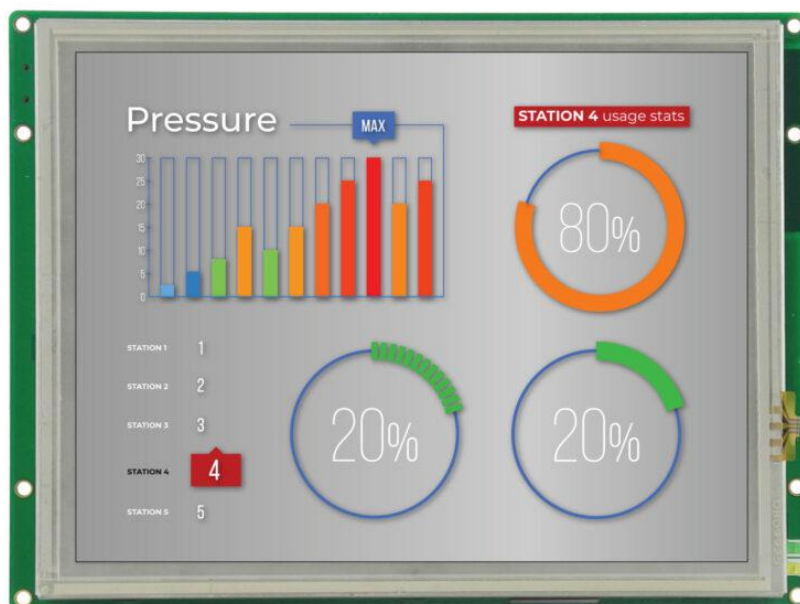 Pressure
MAX
30
25
20
15
10
5
0
STATION 4 usage stats
80%
STATION 1 1
STATION 2 2
STATION 3 3
STATION 4 4
STATION 5 5
20%
20%